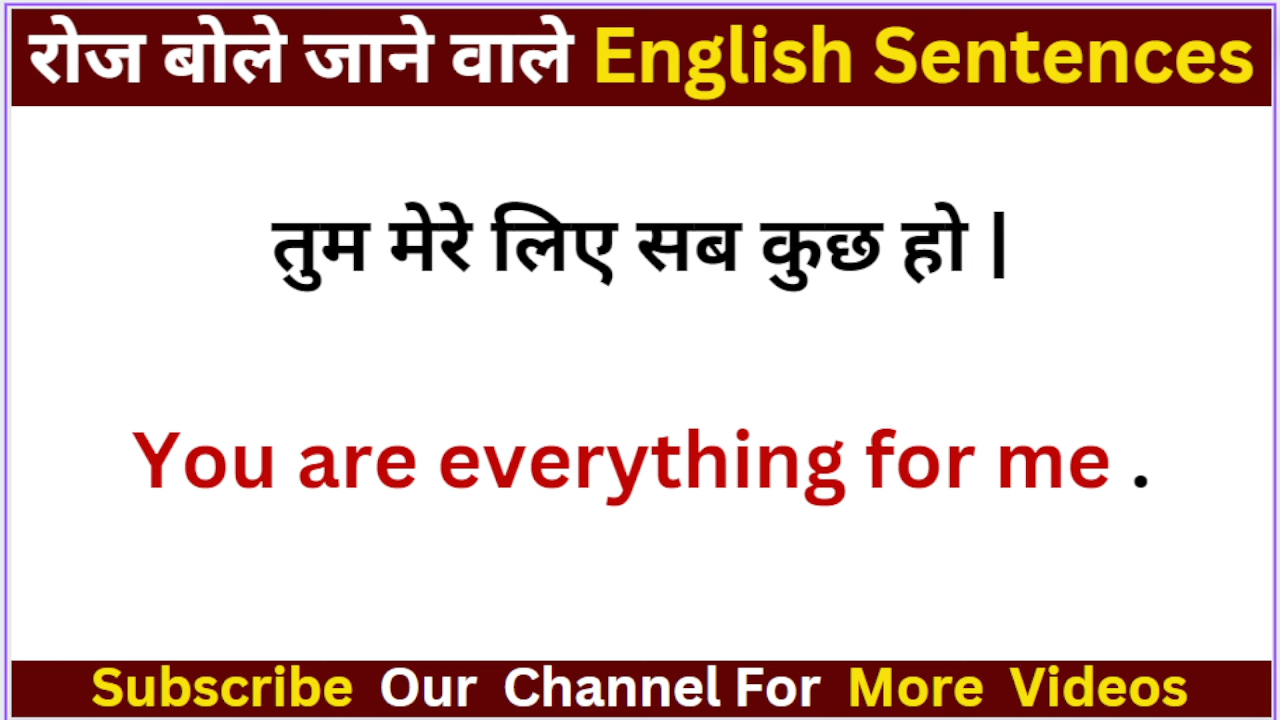 रोज बोले जाने वाले English Sentences
तुम मेरे लिए सब कुछ हो |
You are everything for me .
Subscribe Our Channel For More Videos